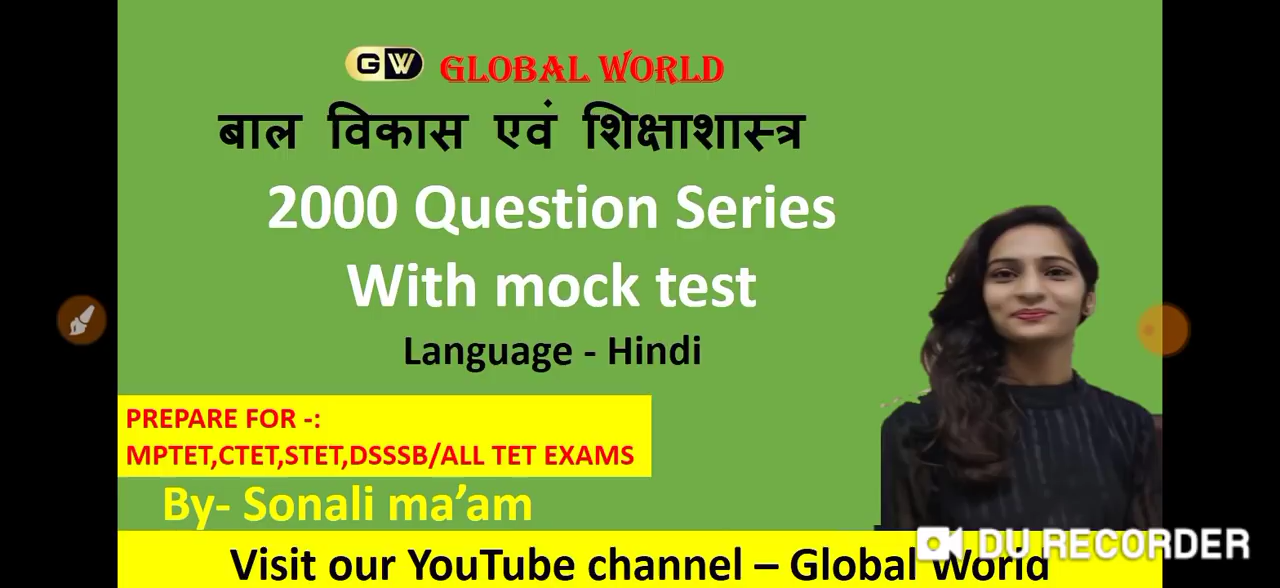 GW GLOBAL WORLD
बाल विकास एवं शिक्षाशास्त्र
2000 Question Series
With mock test
Language - Hindi
PREPARE FOR -:
MPTET,CTET,STET,DSSSB/ALL TET EXAMS
By- Sonali ma’am
Visit our YouTube channel – Global World
DU RECORDER